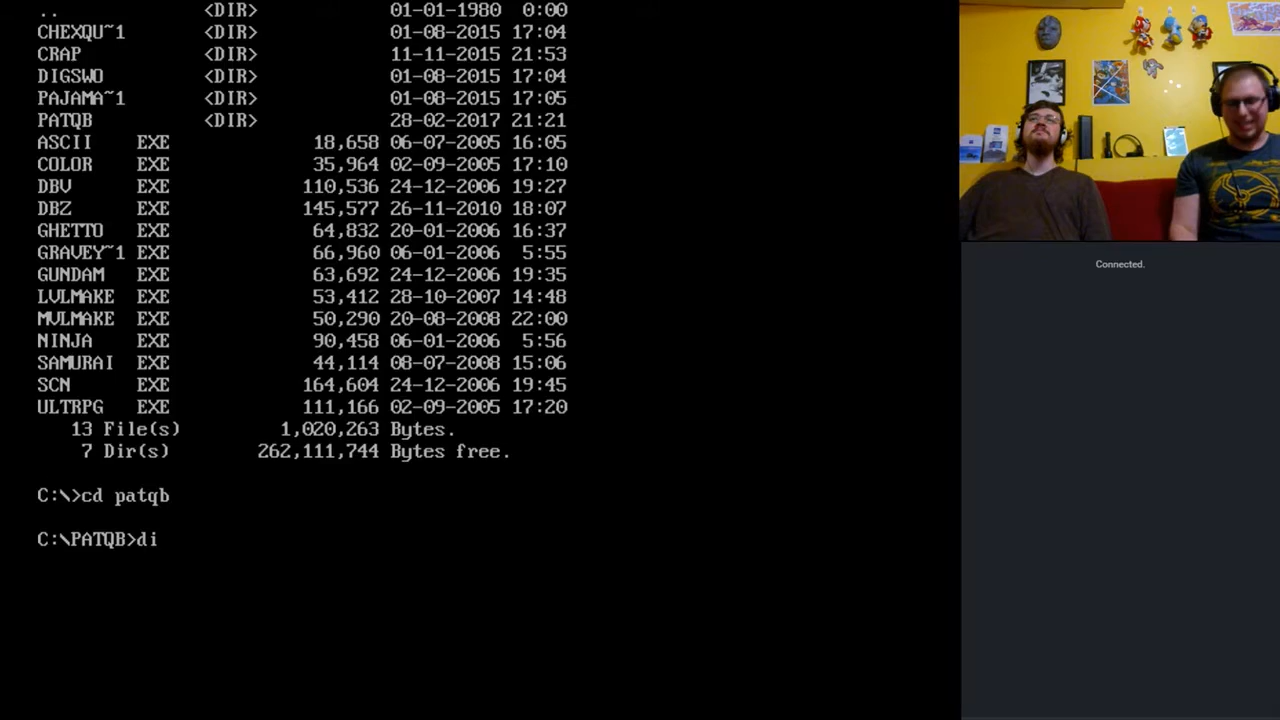 ..             <DIR>            01-01-1980  0:00
CHEXQU~1       <DIR>            01-08-2015 17:04
CRAP           <DIR>            11-11-2015 21:53
DIGSWO         <DIR>            01-08-2015 17:04
PAJAMA~1       <DIR>            01-08-2015 17:05
PATQB          <DIR>            28-02-2017 21:21
ASCII    EXE             18,658 06-07-2005 16:05
COLOR    EXE             35,964 02-09-2005 17:10
DBV      EXE            110,536 24-12-2006 19:27
DBZ      EXE            145,577 26-11-2010 18:07
GHETTO   EXE             64,832 20-01-2006 16:37
GRAVEY~1 EXE             66,960 06-01-2006  5:55
GUNDAM   EXE             63,692 24-12-2006 19:35
LVLMAKE  EXE             53,412 28-10-2007 14:48
MVLMAKE  EXE             50,290 20-08-2008 22:00
NINJA    EXE             90,458 06-01-2006  5:56
SAMURAI  EXE             44,114 08-07-2008 15:06
SCN      EXE            164,604 24-12-2006 19:45
ULTRPG   EXE            111,166 02-09-2005 17:20
13 File(s)          1,020,263 Bytes.
7 Dir(s)         262,111,744 Bytes free.
C:\>cd patqb
C:\PATQB>di
Connected.